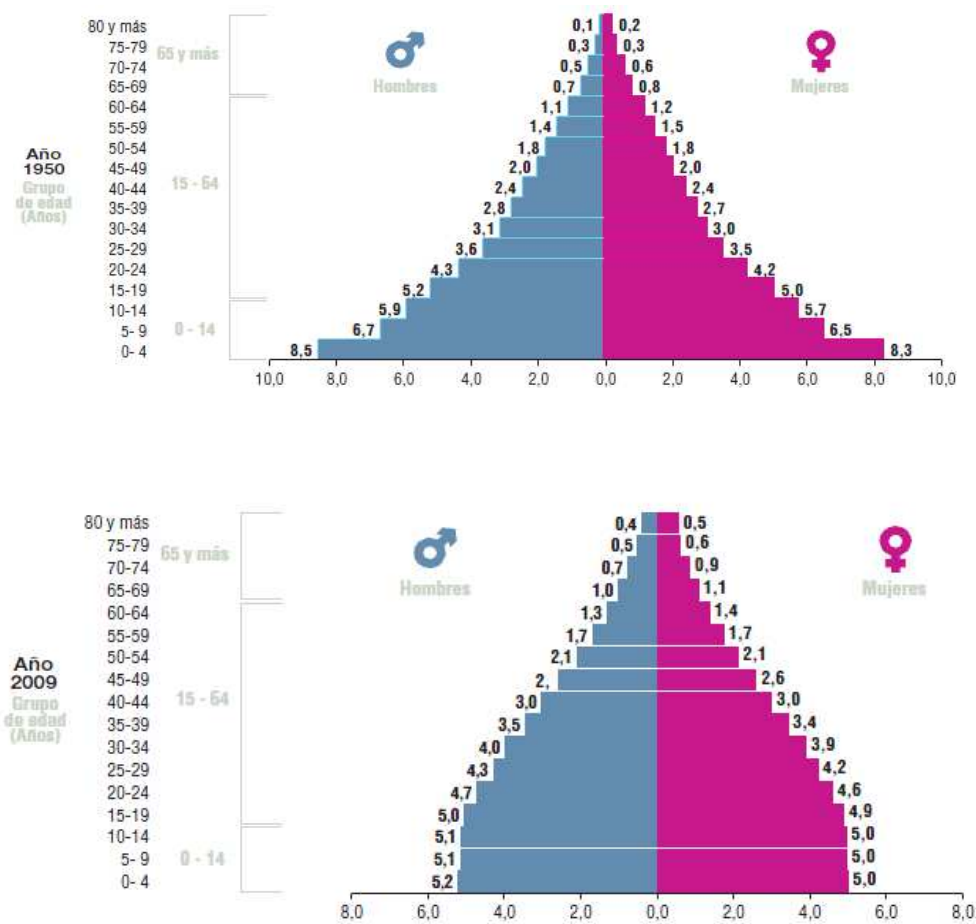 80 y más 0,1 0,2
75-79 65 y más 0,3 0,3
70-74 0,5 Hombres 0,6 Mujeres
65-69 0,7 0,8
60-64 1,1 1,2
55-59 1,4 1,5
50-54 1,8 1,8
Año
1950
Grupo
de edad
(Años)
45-49 2,0 2,0
40-44 15 - 64 2,4 2,4
35-39 2,8 2,7
30-34 3,1 3,0
25-29 3,6 3,5
20-24 4,3 4,2
15-19 5,2 5,0
10-14 5,9 5,7
5- 9 0 - 14 6,7 6,5
0- 4 8,5 8,3
10,0 8,0 6,0 4,0 2,0 0,0 2,0 4,0 6,0 8,0 10,0
80 y más 0,4 0,5
75-79 65 y más 0,5 0,6
70-74 Hombres 0,7 0,9 Mujeres
65-69 1,0 1,1
60-64 1,3 1,4
55-59 1,7 1,7
50-54 2,1 2,1
Año
2009
Grupo
de edad
(Años)
45-49 2, 2,6
40-44 15 - 64 3,0 3,0
35-39 3,5 3,4
30-34 4,0 3,9
25-29 4,3 4,2
20-24 4,7 4,6
15-19 5,0 4,9
10-14 5,1 5,0
5- 9 0 - 14 5,1 5,0
0- 4 5,2 5,0
8,0 6,0 4,0 2,0 0,0 2,0 4,0 6,0 8,0